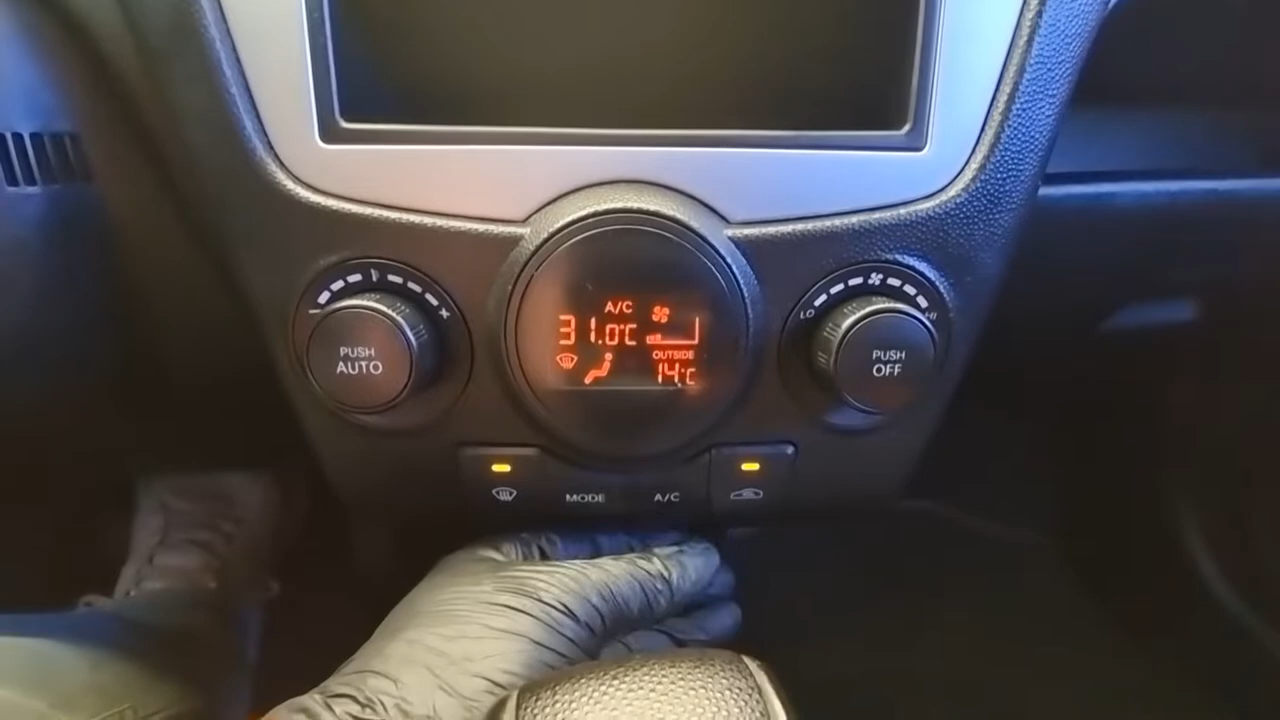 A/C
31.0°C
OUTSIDE
14°C
PUSH
AUTO
LO
HI
PUSH
OFF
MODE
A/C